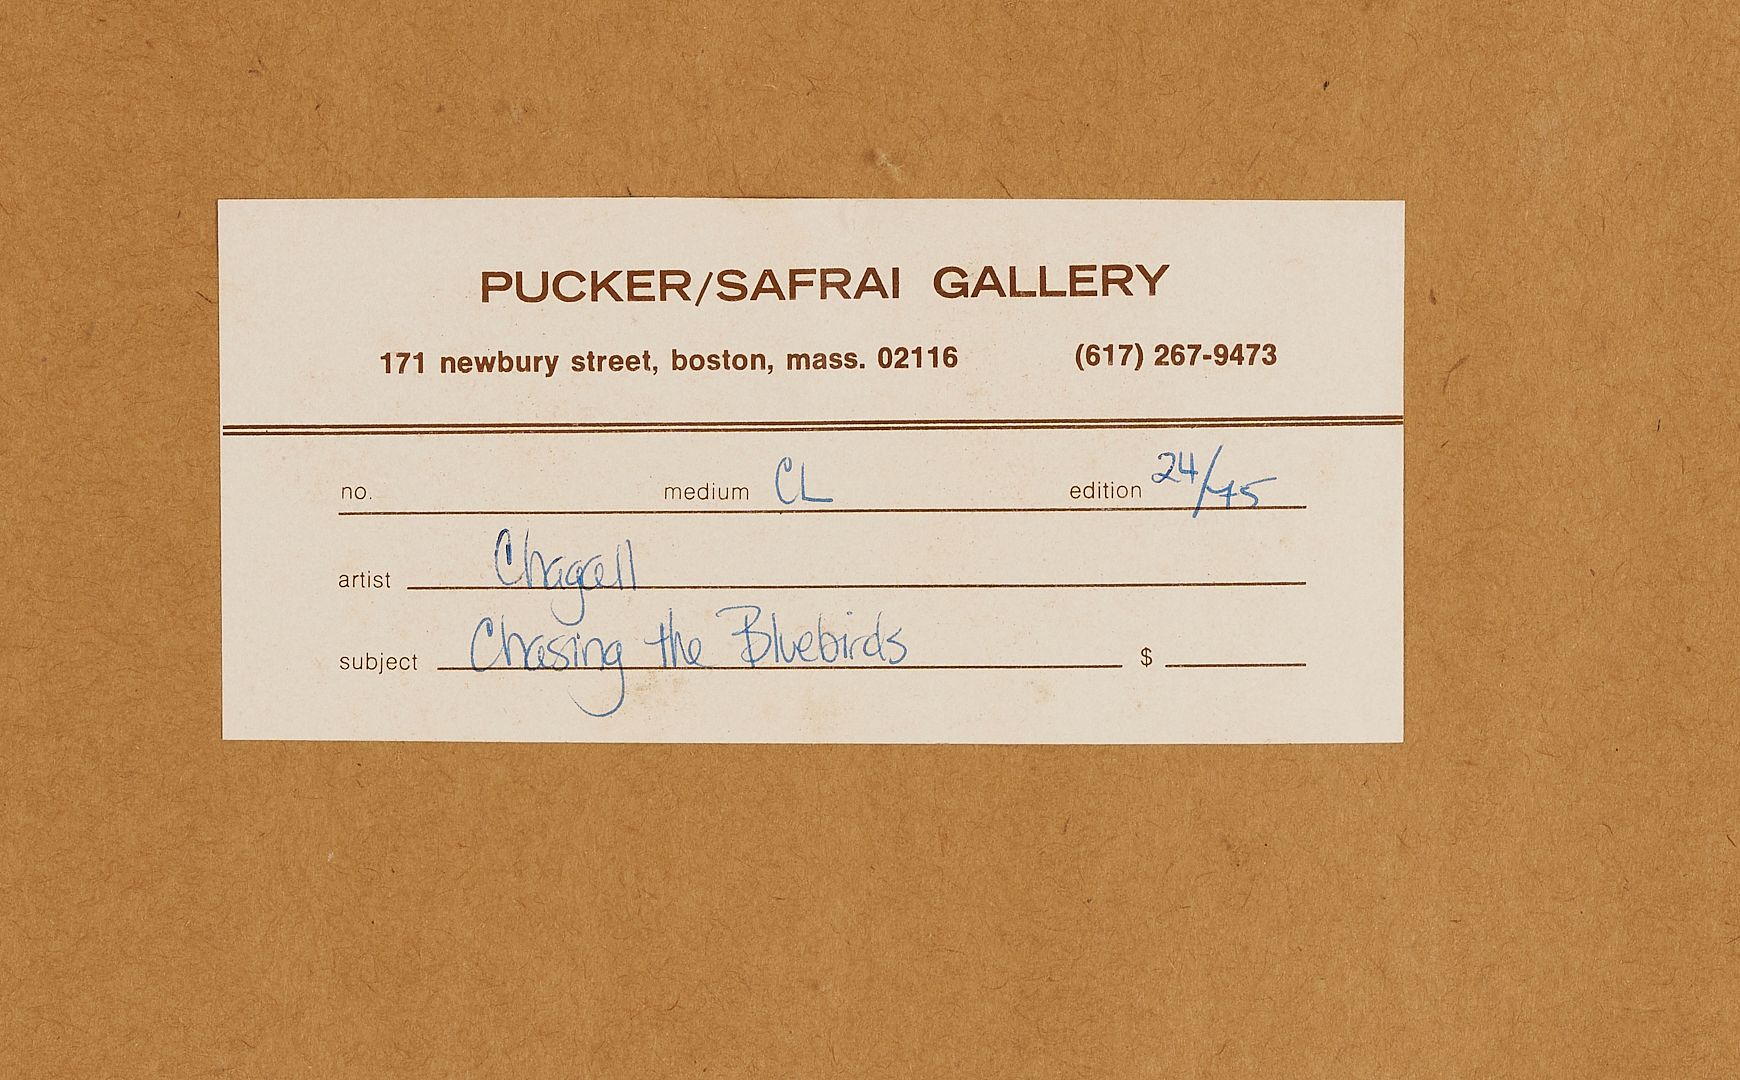 PUCKER/SAFRAI GALLERY
171 newbury street, boston, mass. 02116 (617) 267-9473
no. medium CL edition 24/75
artist Chagall
subject Chasing the Bluebirds $